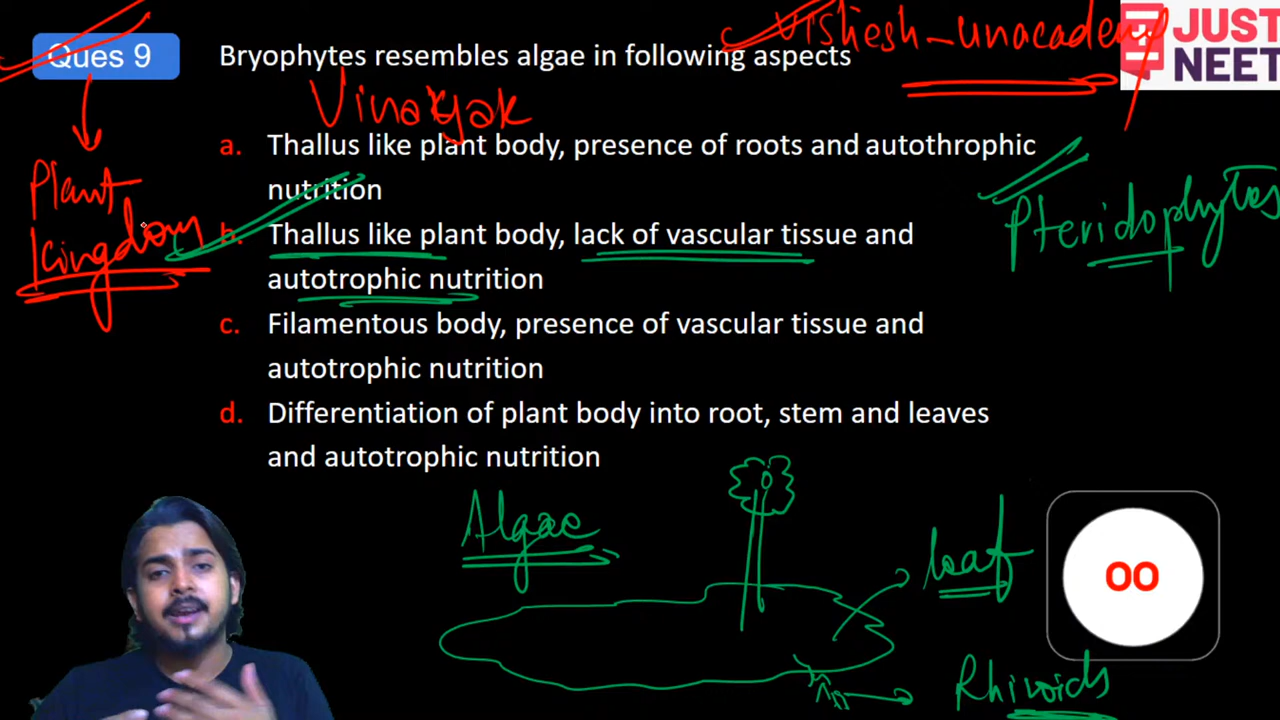 Vishesh_unacademy
JUST
NEET
Ques 9
Bryophytes resembles algae in following aspects
Vinayak
a. Thallus like plant body, presence of roots and autothrophic
nutrition
Plant
Kingdom
Pteridophytes
b. Thallus like plant body, lack of vascular tissue and
autotrophic nutrition
c. Filamentous body, presence of vascular tissue and
autotrophic nutrition
d. Differentiation of plant body into root, stem and leaves
and autotrophic nutrition
Algae
leaf
00
Rhizoids